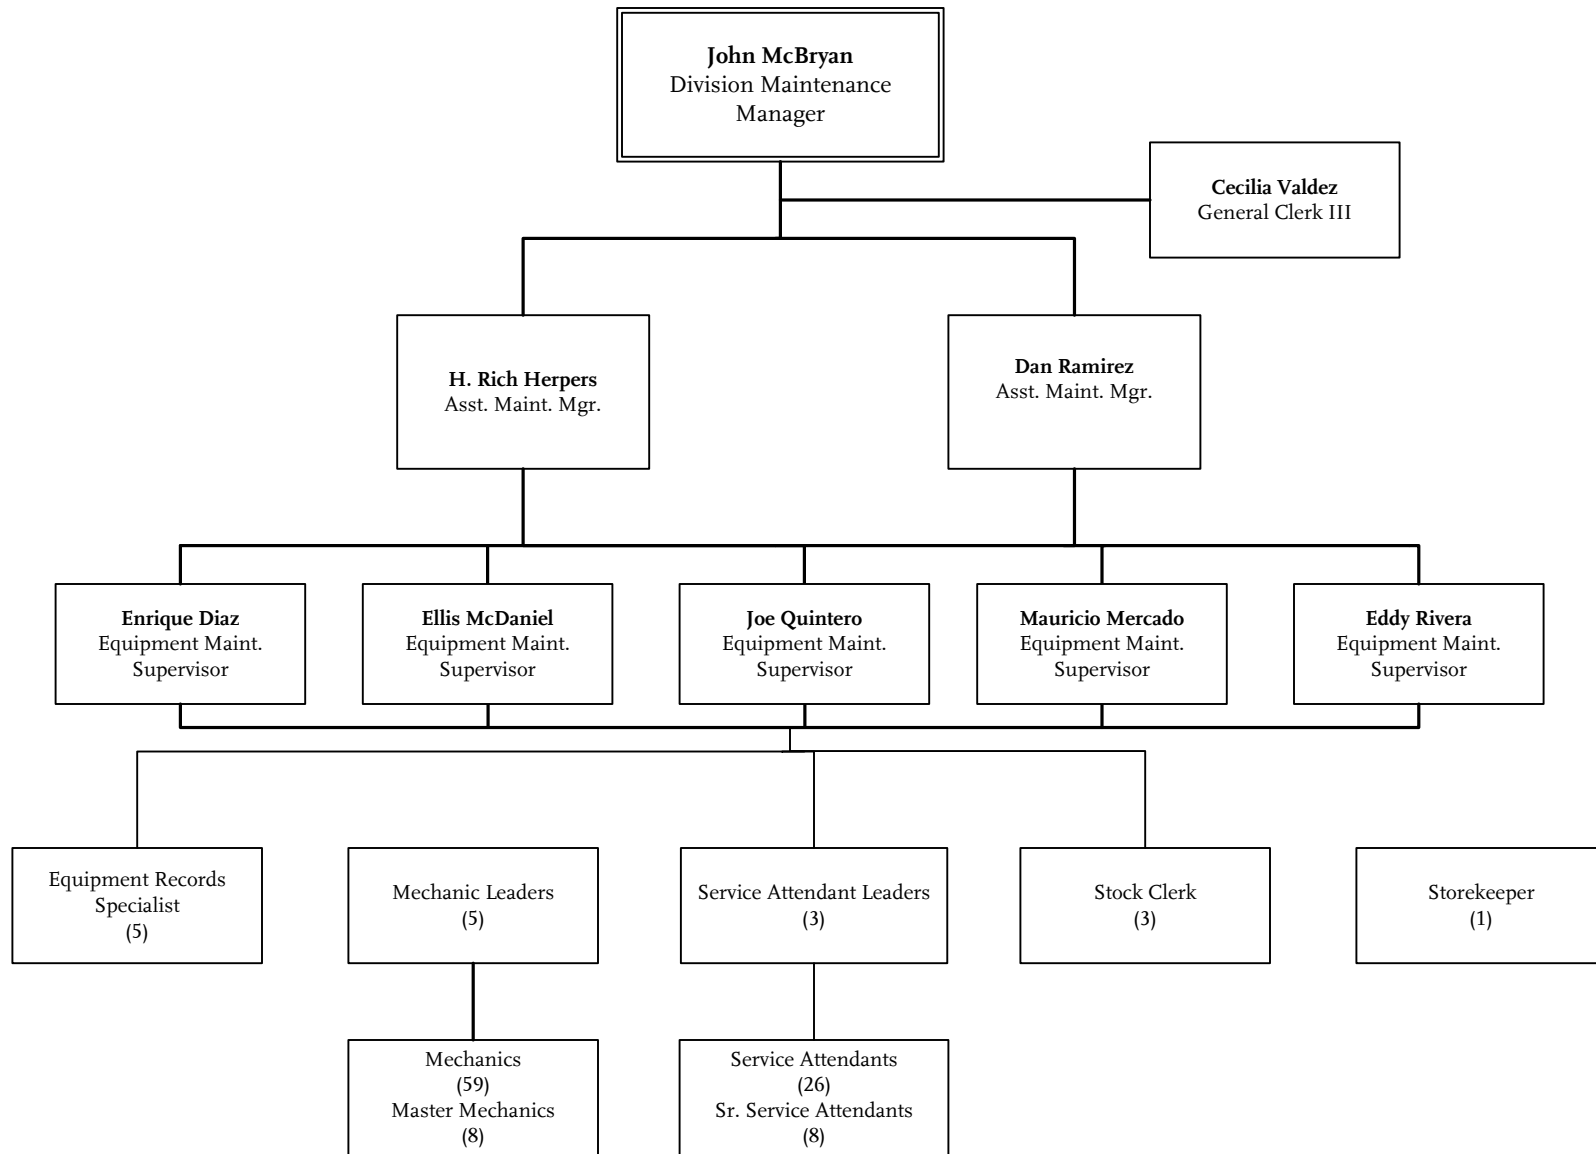 John McBryan
Division Maintenance
Manager
Cecilia Valdez
General Clerk III
H. Rich Herpers
Asst. Maint. Mgr.
Dan Ramirez
Asst. Maint. Mgr.
Enrique Diaz
Equipment Maint.
Supervisor
Ellis McDaniel
Equipment Maint.
Supervisor
Joe Quintero
Equipment Maint.
Supervisor
Mauricio Mercado
Equipment Maint.
Supervisor
Eddy Rivera
Equipment Maint.
Supervisor
Equipment Records
Specialist
(5)
Mechanic Leaders
(5)
Service Attendant Leaders
(3)
Stock Clerk
(3)
Storekeeper
(1)
Mechanics
(59)
Master Mechanics
(8)
Service Attendants
(26)
Sr. Service Attendants
(8)